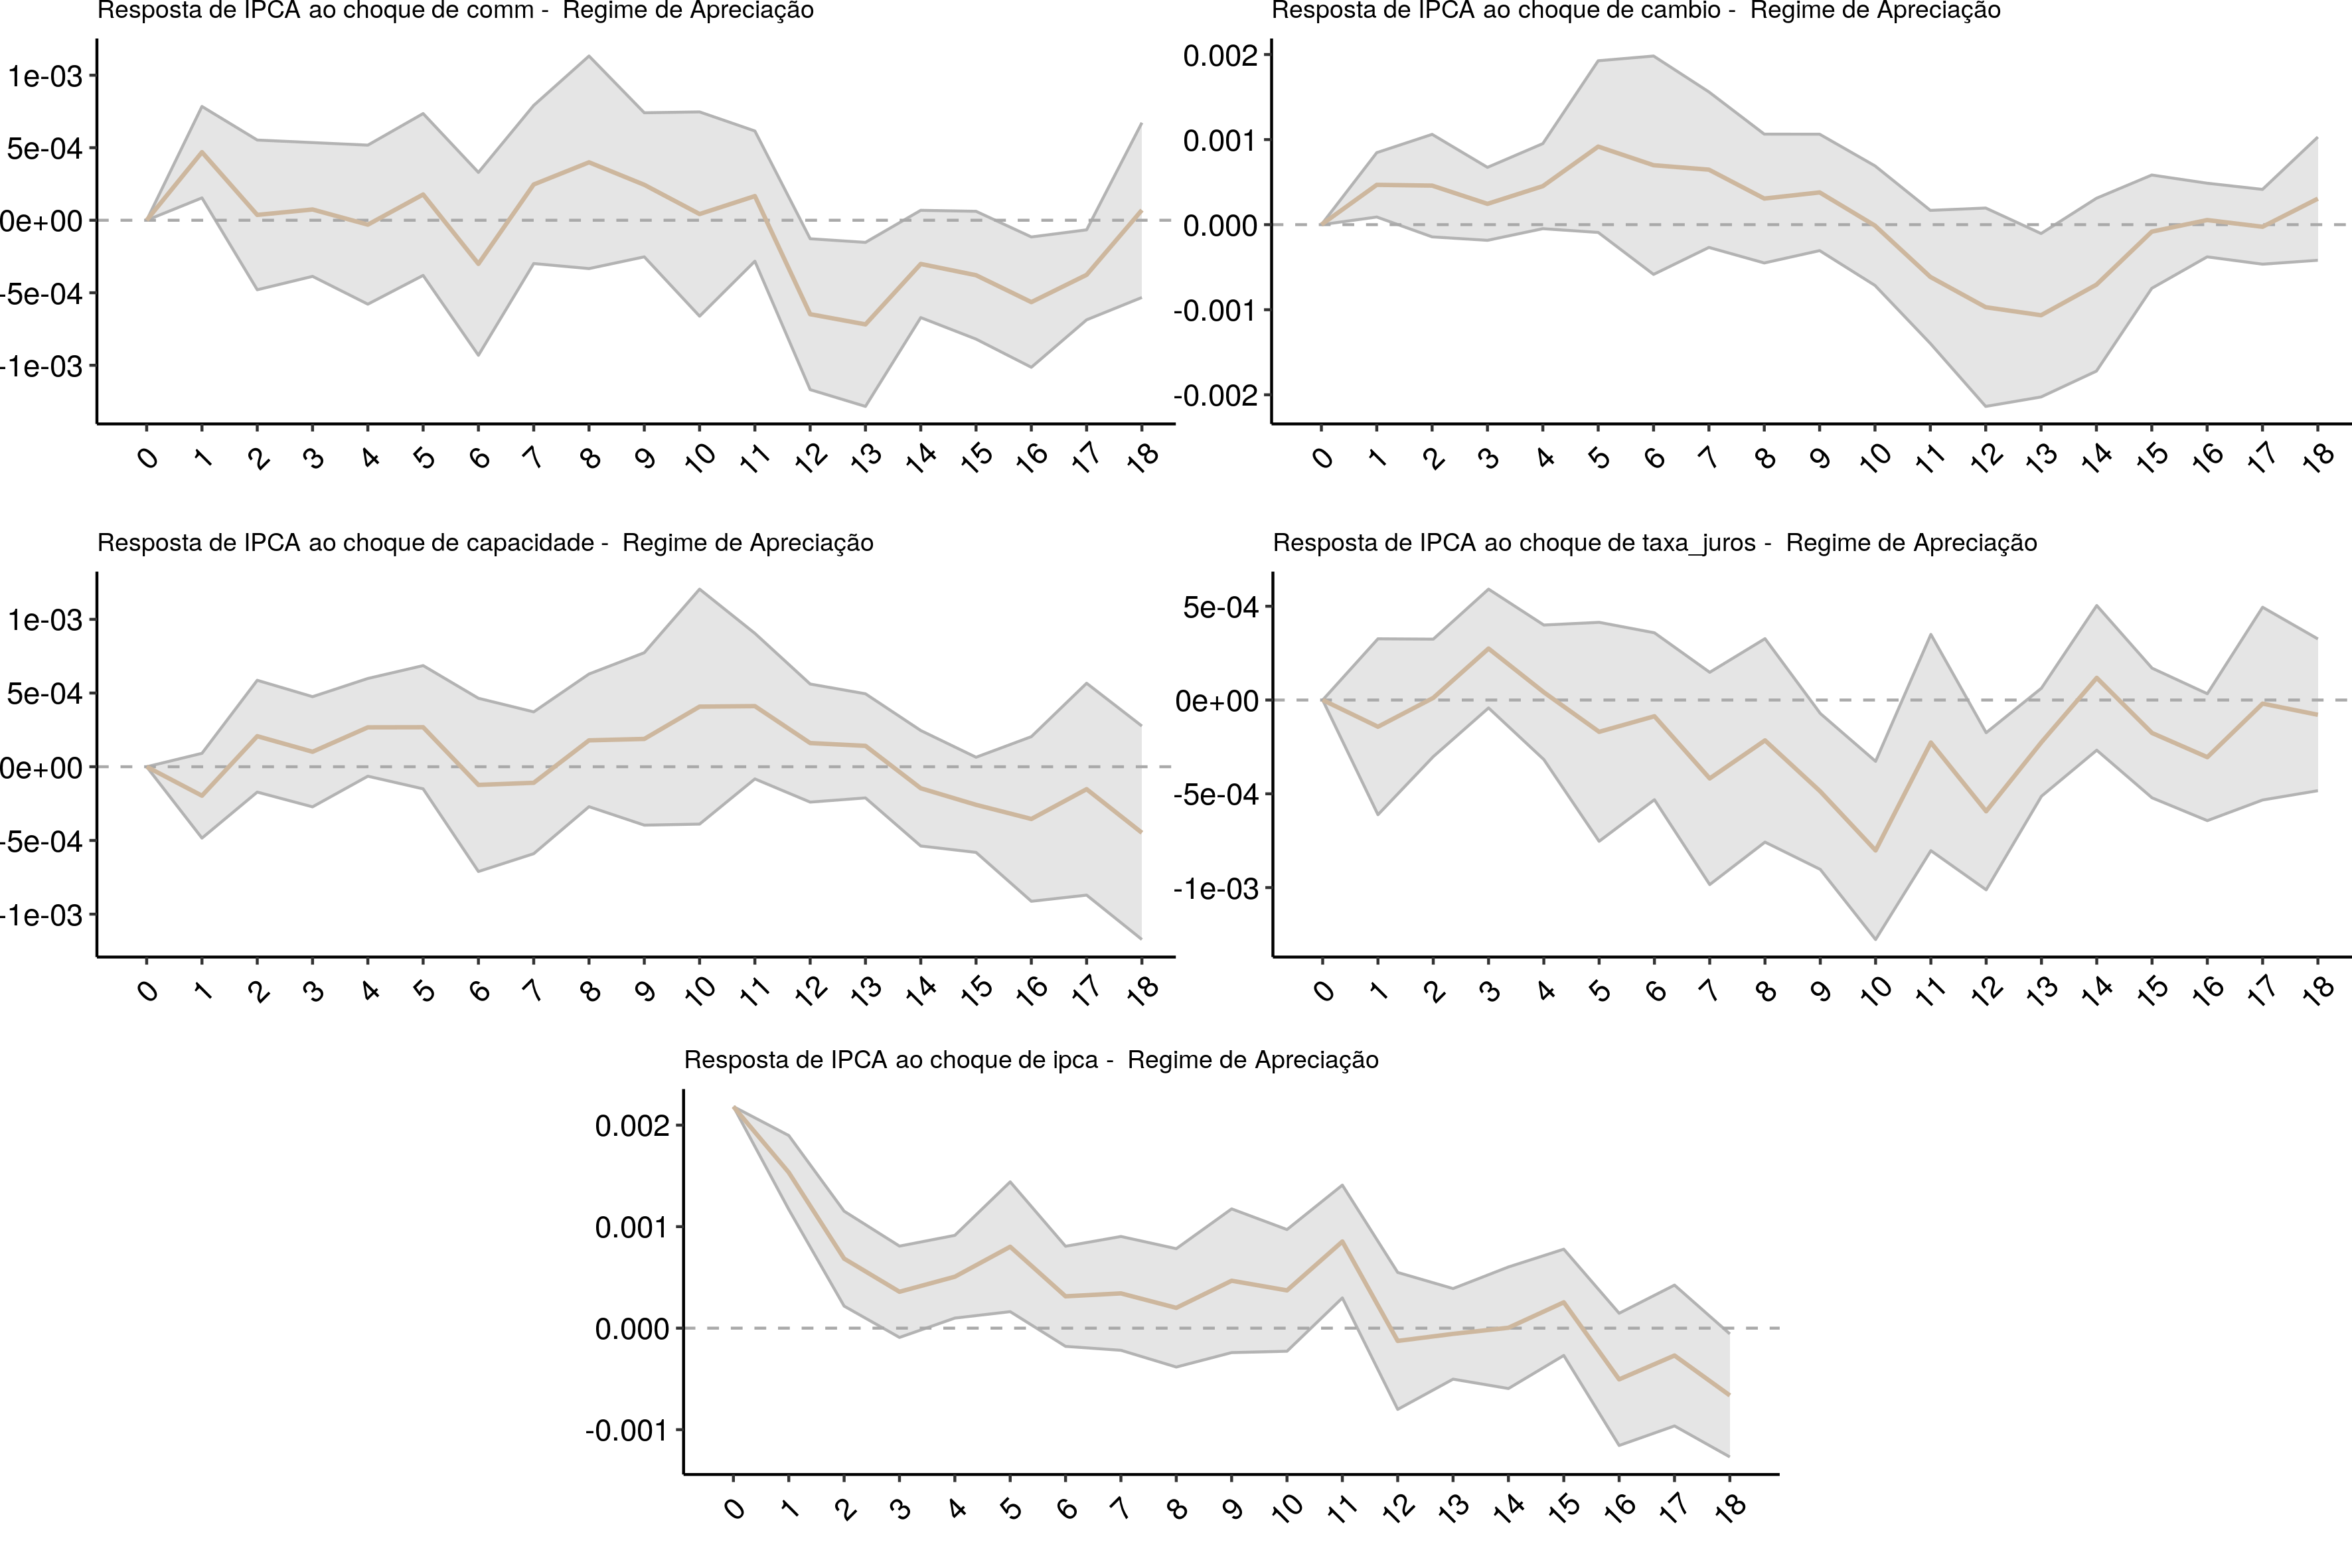 Resposta de IPCA ao choque de comm - Regime de Apreciação
1e-03
5e-04
0e+00
-5e-04
-1e-03
0 1 2 3 4 5 6 7 8 9 10 11 12 13 14 15 16 17 18
Resposta de IPCA ao choque de cambio - Regime de Apreciação
0.002
0.001
0.000
-0.001
-0.002
0 1 2 3 4 5 6 7 8 9 10 11 12 13 14 15 16 17 18
Resposta de IPCA ao choque de capacidade - Regime de Apreciação
1e-03
5e-04
0e+00
-5e-04
-1e-03
0 1 2 3 4 5 6 7 8 9 10 11 12 13 14 15 16 17 18
Resposta de IPCA ao choque de taxa_juros - Regime de Apreciação
5e-04
0e+00
-5e-04
-1e-03
0 1 2 3 4 5 6 7 8 9 10 11 12 13 14 15 16 17 18
Resposta de IPCA ao choque de ipca - Regime de Apreciação
0.002
0.001
0.000
-0.001
0 1 2 3 4 5 6 7 8 9 10 11 12 13 14 15 16 17 18